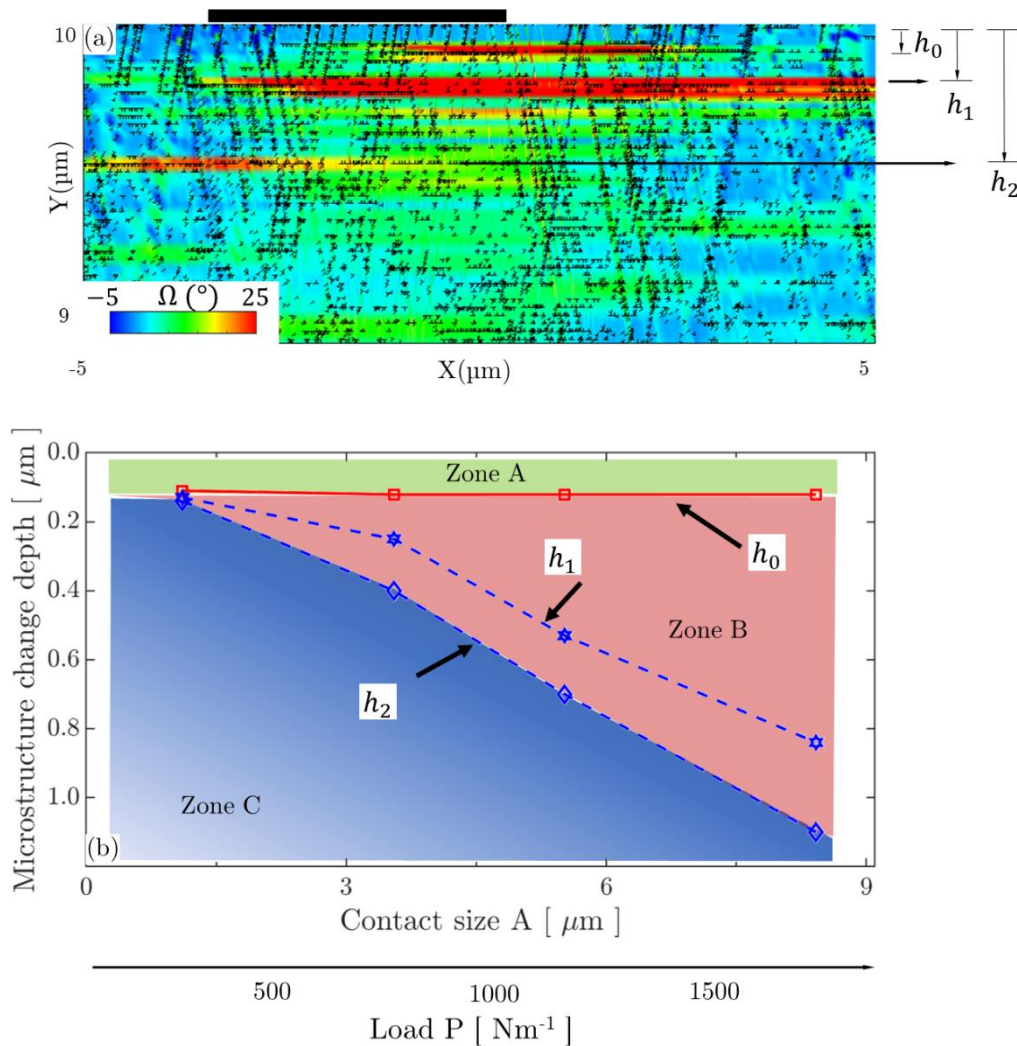 10
(a)
h₀
h₁
h₂
Y(µm)
−5 Ω (°) 25
9
-5
X(µm)
5
Microstructure change depth [ µm ]
0.0
0.2
0.4
0.6
0.8
1.0
Zone A
h₁
h₀
Zone B
h₂
Zone C
(b)
0 3 6 9
Contact size A [ µm ]
500 1000 1500
Load P [ Nm⁻¹ ]